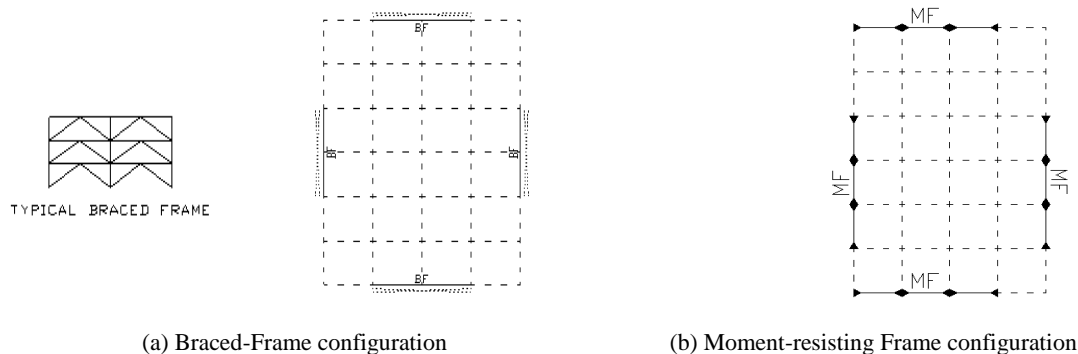 MF
BF
BF
BF
MF
MF
TYPICAL BRACED FRAME
BF
MF
(a) Braced-Frame configuration
(b) Moment-resisting Frame configuration